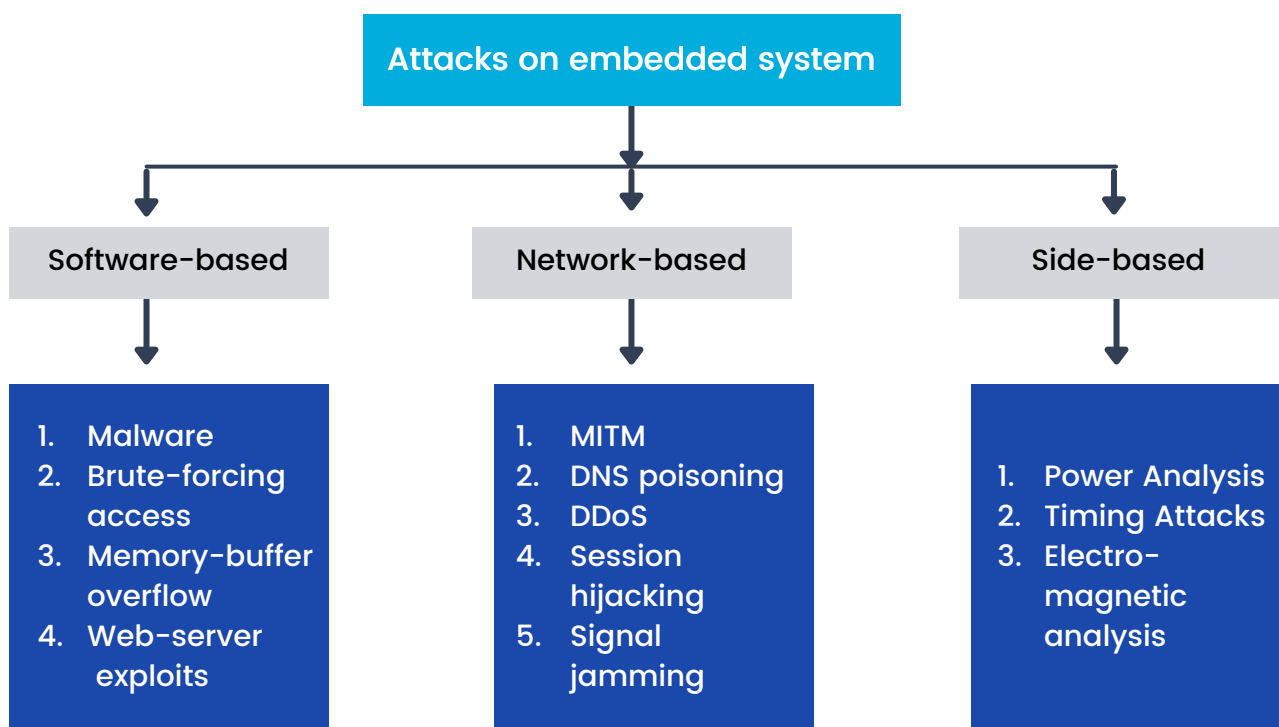 Attacks on embedded system
Software-based
Network-based
Side-based
1. Malware
2. Brute-forcing
access
3. Memory-buffer
overflow
4. Web-server
exploits
1. MITM
2. DNS poisoning
3. DDoS
4. Session
hijacking
5. Signal
jamming
1. Power Analysis
2. Timing Attacks
3. Electro-
magnetic
analysis